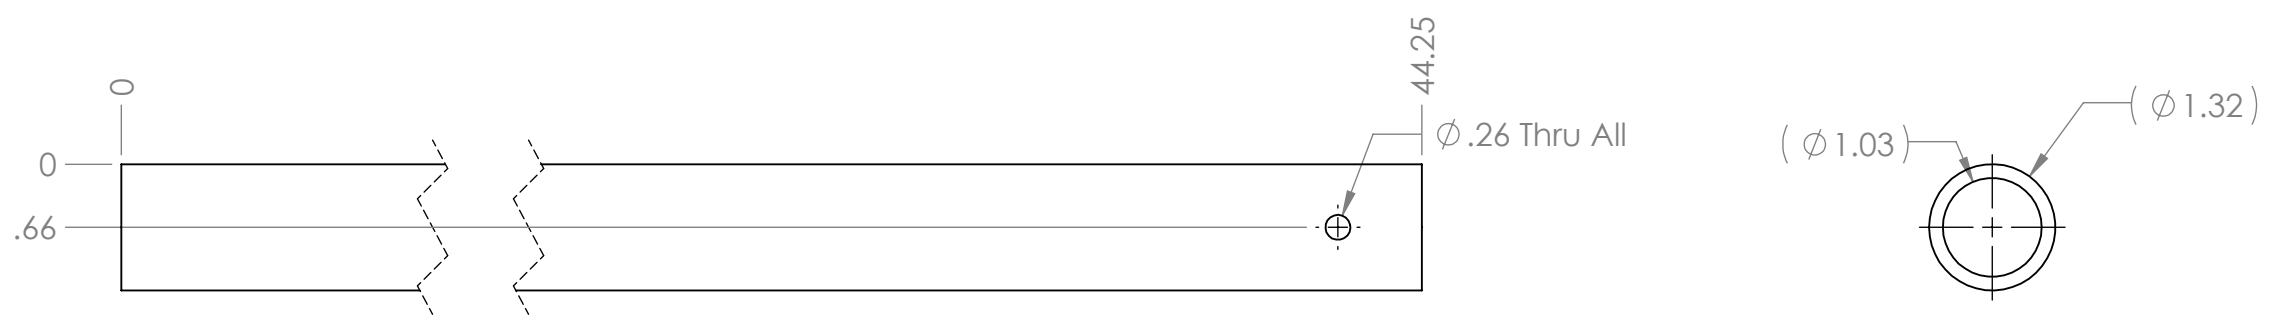 0
44.25
∅ .26 Thru All
0
.66
( ∅ 1.03 )
( ∅ 1.32 )